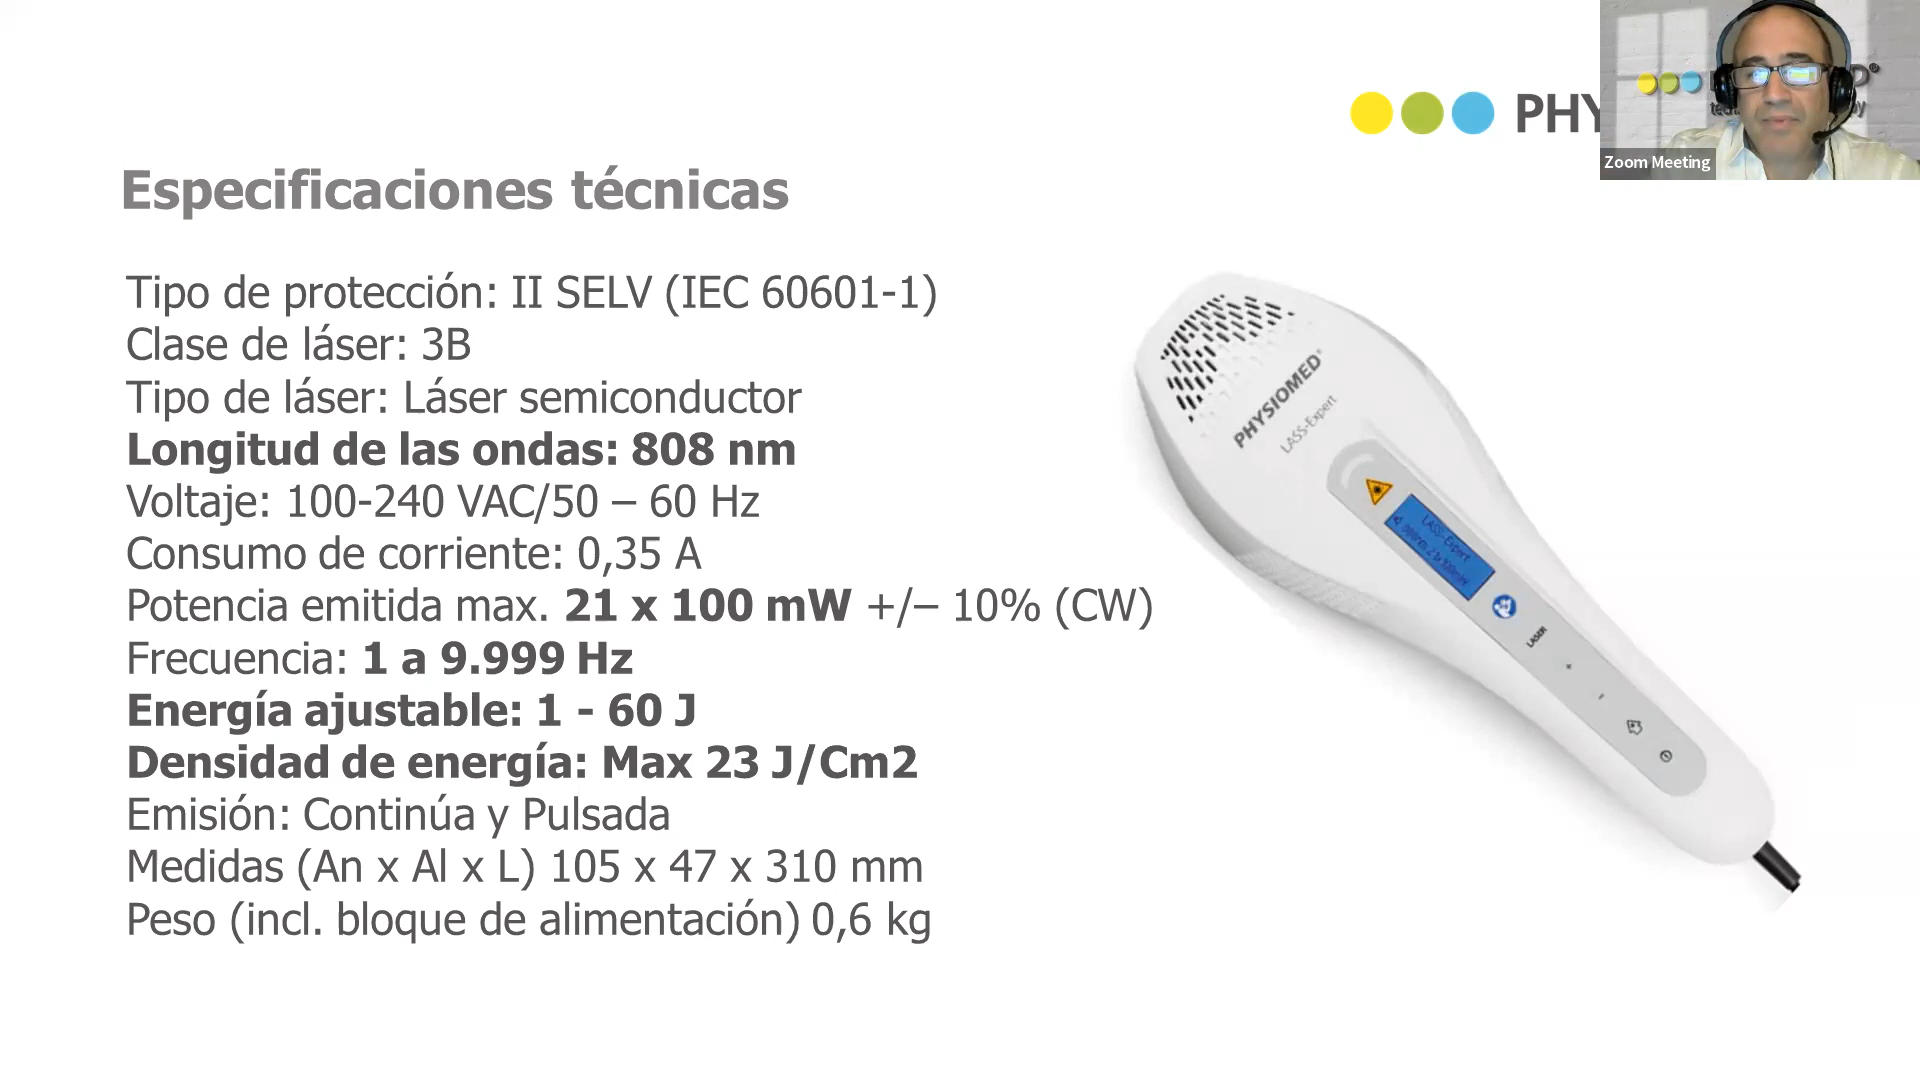 PHY
Zoom Meeting
Especificaciones técnicas
Tipo de protección: II SELV (IEC 60601-1)
Clase de láser: 3B
Tipo de láser: Láser semiconductor
Longitud de las ondas: 808 nm
Voltaje: 100-240 VAC/50 – 60 Hz
Consumo de corriente: 0,35 A
Potencia emitida max. 21 x 100 mW +/– 10% (CW)
Frecuencia: 1 a 9.999 Hz
Energía ajustable: 1 - 60 J
Densidad de energía: Max 23 J/Cm2
Emisión: Continúa y Pulsada
Medidas (An x Al x L) 105 x 47 x 310 mm
Peso (incl. bloque de alimentación) 0,6 kg
PHYSIOMED®
LASS-Expert
LASS-Expert
808nm 21x100mW
LASER
+
-